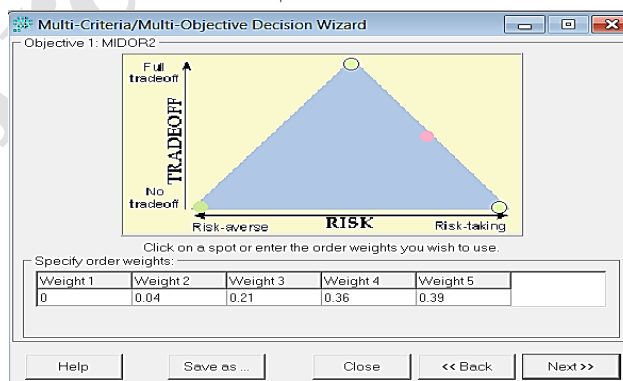 Multi-Criteria/Multi-Objective Decision Wizard
Objective 1: MIDOR2
Full
tradeoff
TRADEOFF
No
tradeoff
Risk-averse RISK Risk-taking
Click on a spot or enter the order weights you wish to use.
Specify order weights:
Weight 1 Weight 2 Weight 3 Weight 4 Weight 5
0 0.04 0.21 0.36 0.39
Help Save as ... Close << Back Next >>